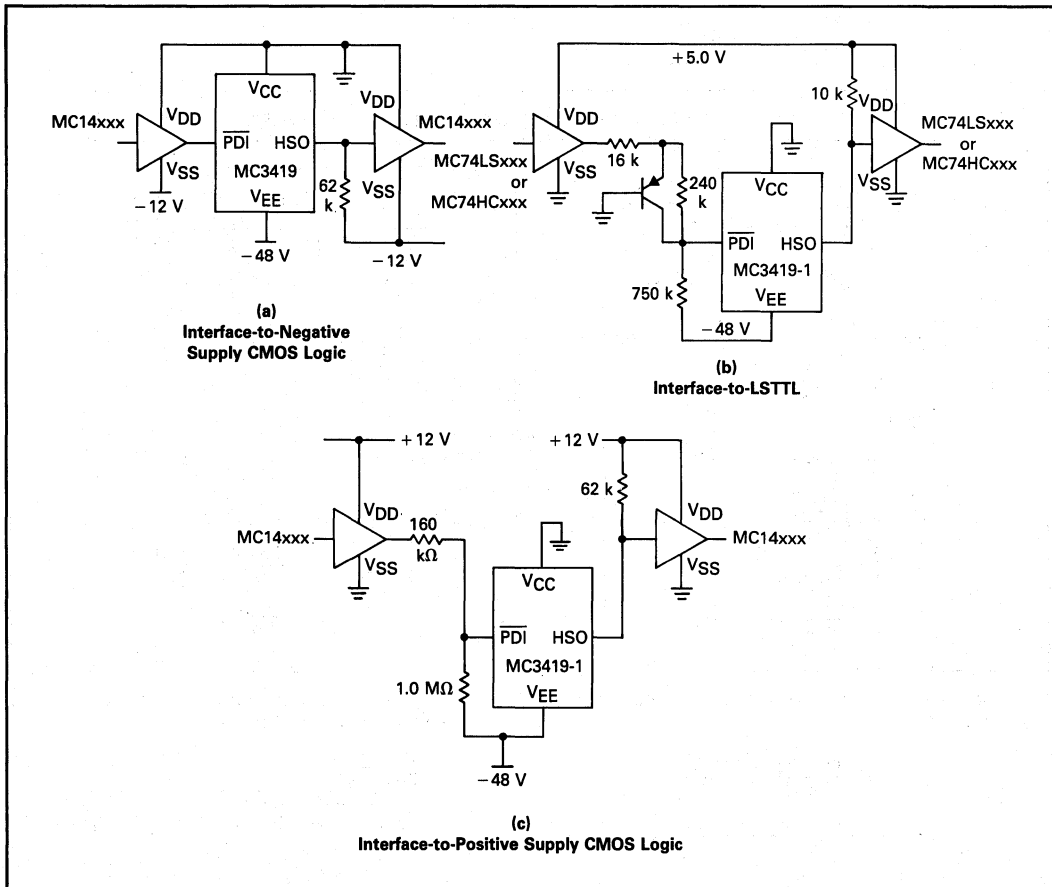 VCC
VDD
MC14xxx
PDI
HSO
VSS
MC3419
VEE
−12 V
−48 V
62
k
VDD
MC14xxx
VSS
−12 V
(a)
Interface-to-Negative
Supply CMOS Logic
+5.0 V
MC74LSxxx
or
MC74HCxxx
VDD
VSS
16 k
240
k
750 k
VCC
PDI
HSO
MC3419-1
VEE
−48 V
10 k
VDD
VSS
MC74LSxxx
or
MC74HCxxx
(b)
Interface-to-LSTTL
+12 V
MC14xxx
VDD
VSS
160
kΩ
1.0 MΩ
VCC
PDI
HSO
MC3419-1
VEE
−48 V
+12 V
62 k
VDD
VSS
MC14xxx
(c)
Interface-to-Positive Supply CMOS Logic